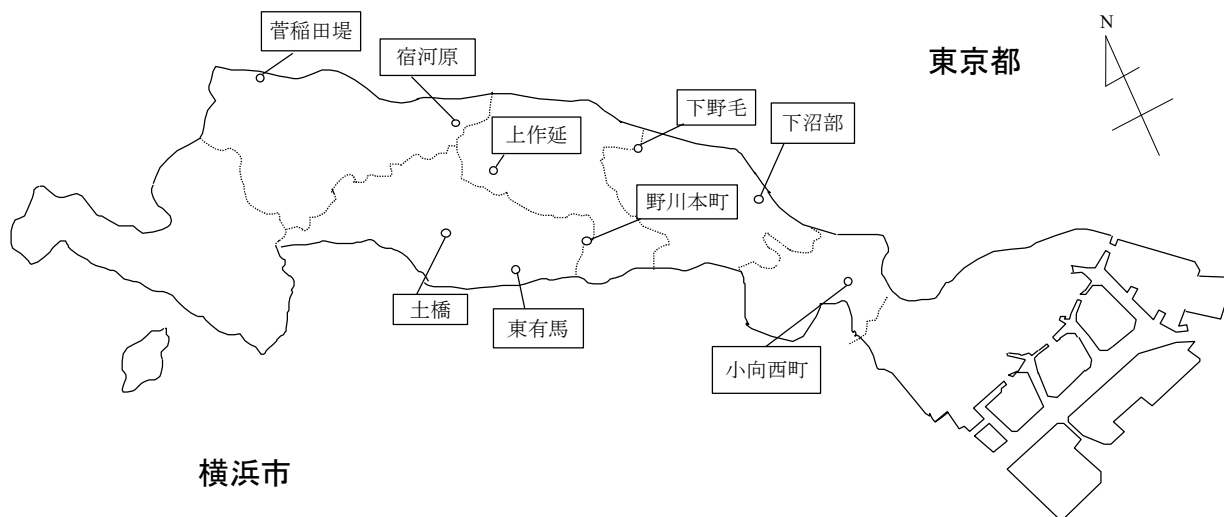 菅稲田堤
宿河原
東京都
N
下野毛
下沼部
上作延
野川本町
土橋
東有馬
小向西町
横浜市